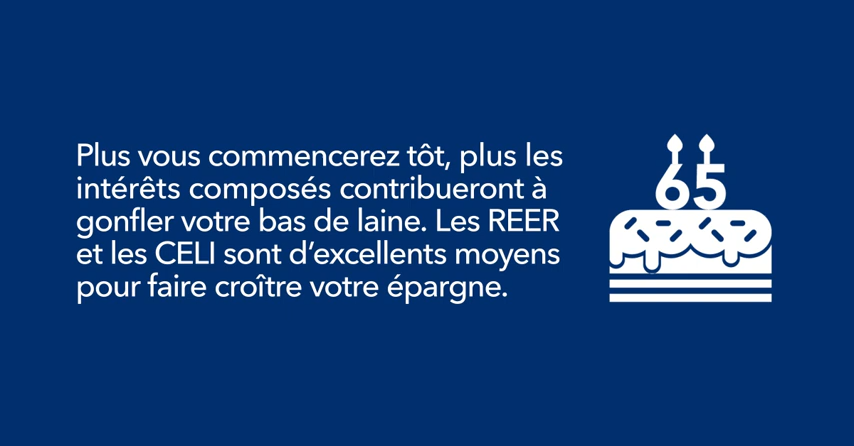 Plus vous commencerez tôt, plus les
intérêts composés contribueront à
gonfler votre bas de laine. Les REER
et les CELI sont d’excellents moyens
pour faire croître votre épargne.
65